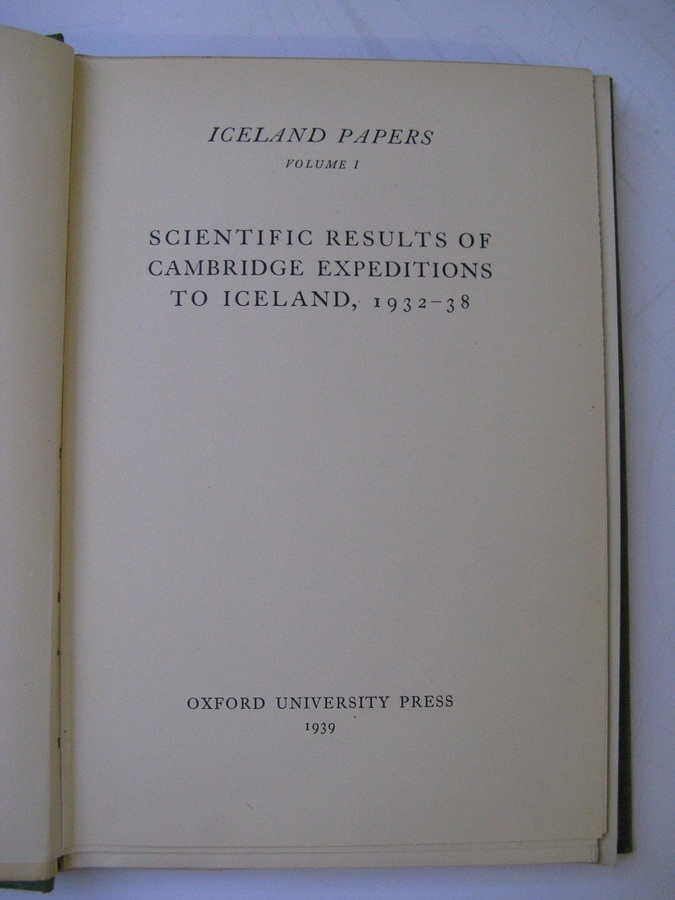 ICELAND PAPERS
VOLUME I
SCIENTIFIC RESULTS OF
CAMBRIDGE EXPEDITIONS
TO ICELAND, 1932–38
OXFORD UNIVERSITY PRESS
1939